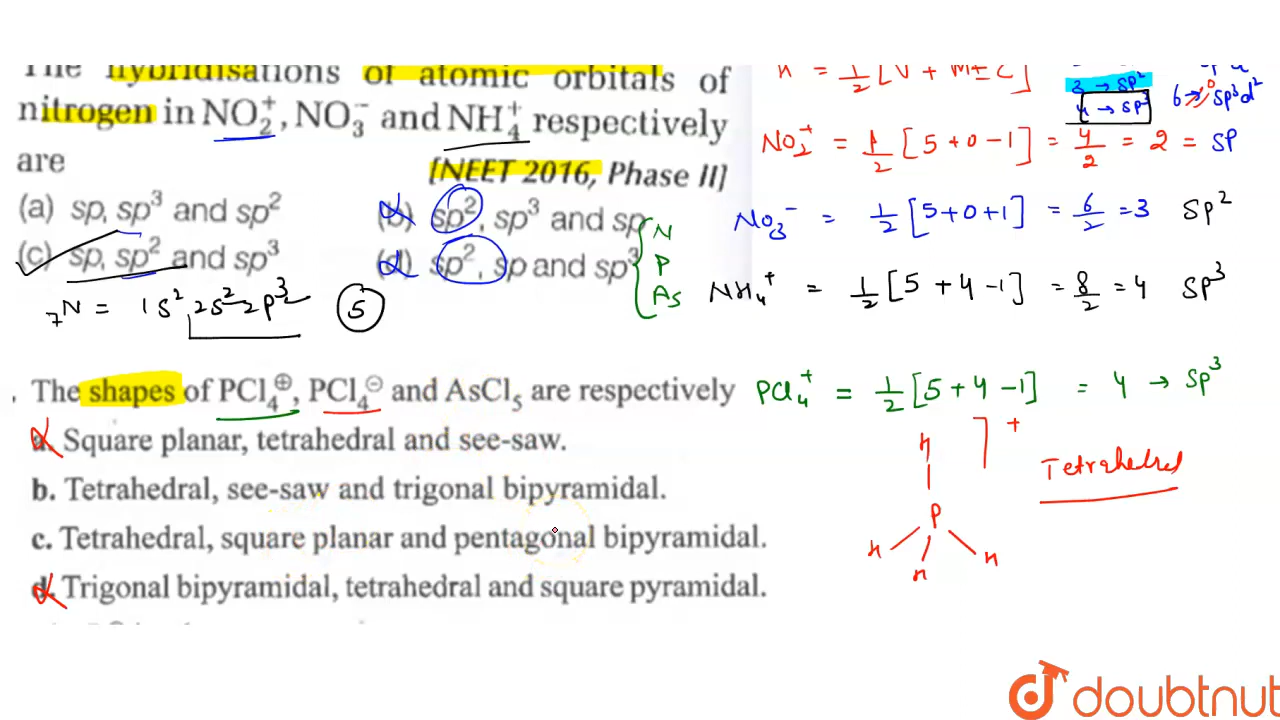 The hybridisations of atomic orbitals of
nitrogen in NO₂⁺, NO₃⁻ and NH₄⁺ respectively
are
[NEET 2016, Phase II]
(a) sp, sp³ and sp²
(b) sp², sp³ and sp
(c) sp, sp² and sp³
(d) sp², sp and sp³
₇N = 1s² 2s² 2p³ 5
N
P
As
H = 1/2 [V + M ± C]
3 → sp²
4 → sp³
6 → sp³d²
NO₂⁺ = 1/2 [5+0-1] = 4/2 = 2 = SP
NO₃⁻ = 1/2 [5+0+1] = 6/2 = 3 SP²
NH₄⁺ = 1/2 [5+4-1] = 8/2 = 4 SP³
The shapes of PCl₄⊕, PCl₄⊖ and AsCl₅ are respectively
a. Square planar, tetrahedral and see-saw.
b. Tetrahedral, see-saw and trigonal bipyramidal.
c. Tetrahedral, square planar and pentagonal bipyramidal.
d. Trigonal bipyramidal, tetrahedral and square pyramidal.
PCl₄⁺ = 1/2 [5+4-1] = 4 → SP³
H
+
P
H
H
H
Tetrahedral
doubtnut